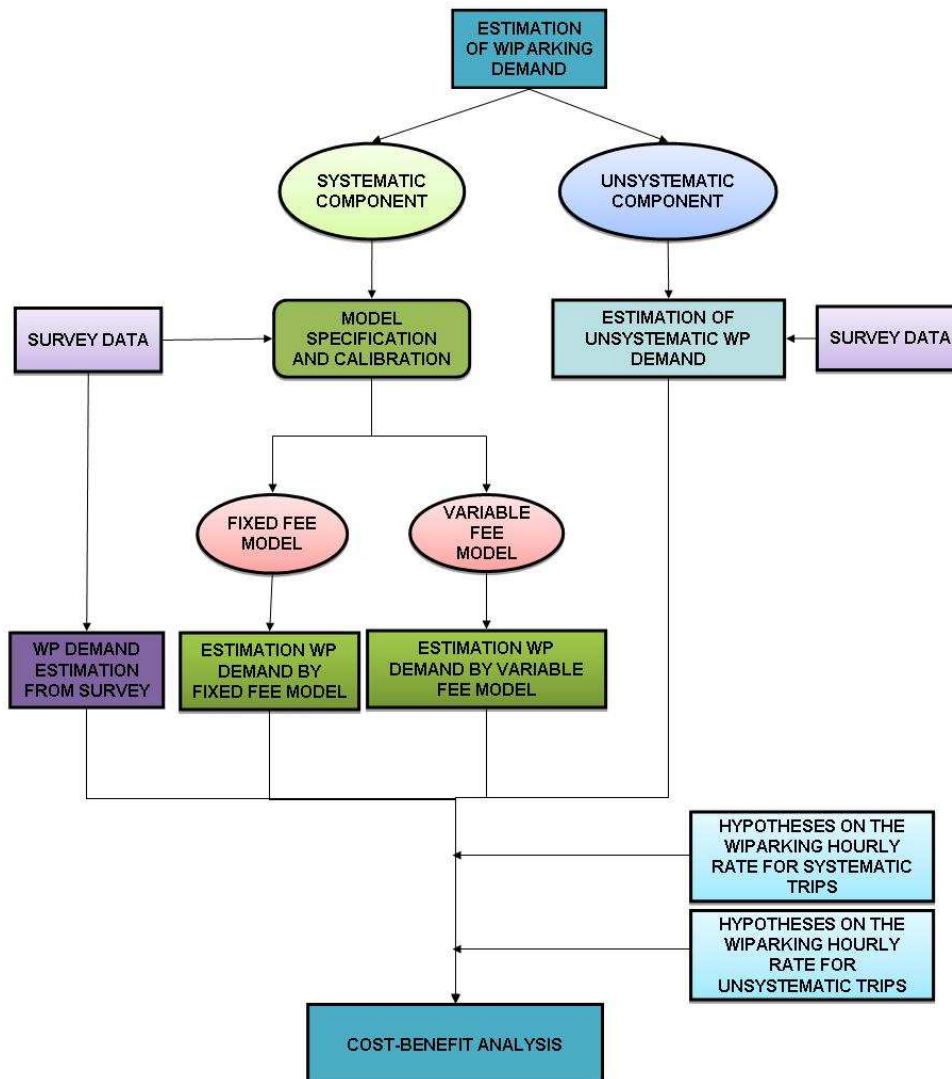 ESTIMATION
OF WIPARKING
DEMAND
SYSTEMATIC
COMPONENT
UNSYSTEMATIC
COMPONENT
SURVEY DATA
MODEL
SPECIFICATION
AND CALIBRATION
ESTIMATION OF
UNSYSTEMATIC WP
DEMAND
SURVEY DATA
FIXED FEE
MODEL
VARIABLE
FEE
MODEL
WP DEMAND
ESTIMATION
FROM SURVEY
ESTIMATION WP
DEMAND BY
FIXED FEE MODEL
ESTIMATION WP
DEMAND BY VARIABLE
FEE MODEL
HYPOTHESES ON THE
WIPARKING HOURLY
RATE FOR SYSTEMATIC
TRIPS
HYPOTHESES ON THE
WIPARKING HOURLY
RATE FOR
UNSYSTEMATIC TRIPS
COST-BENEFIT ANALYSIS